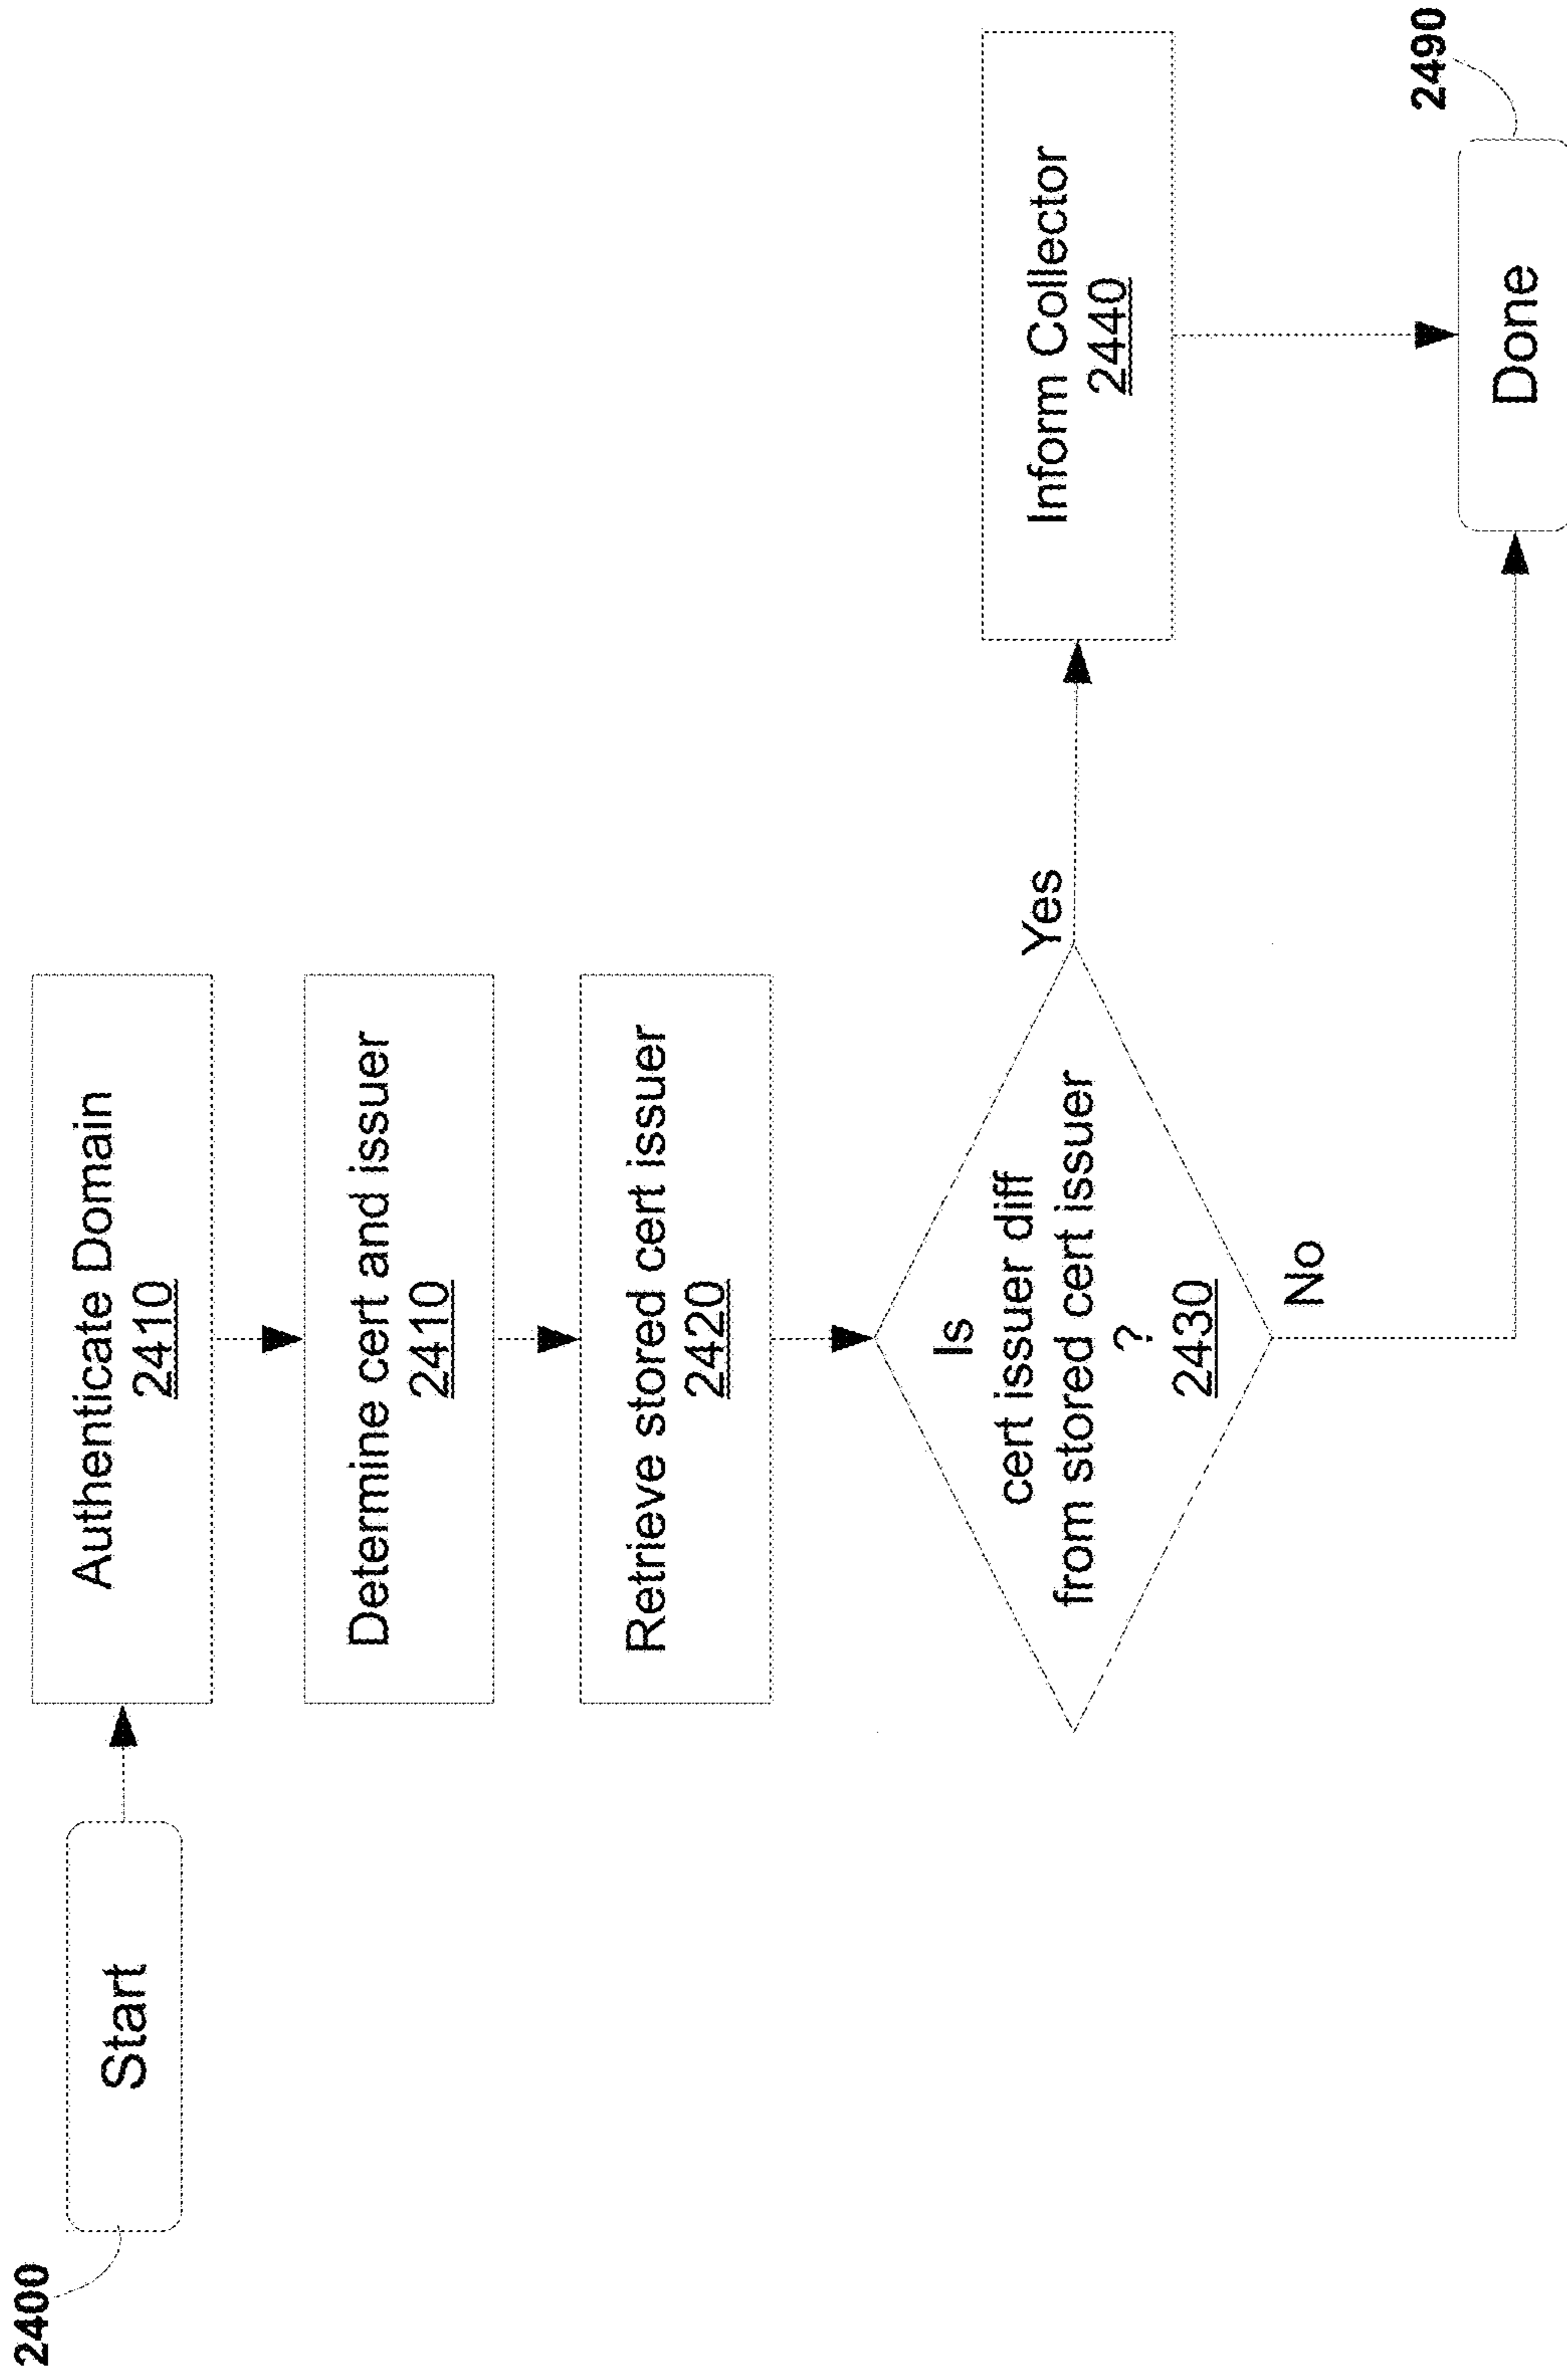 2400
Start
Authenticate Domain
2410
Determine cert and issuer
2410
Retrieve stored cert issuer
2420
Is
cert issuer diff
from stored cert issuer
?
2430
Yes
No
Inform Collector
2440
Done
2490